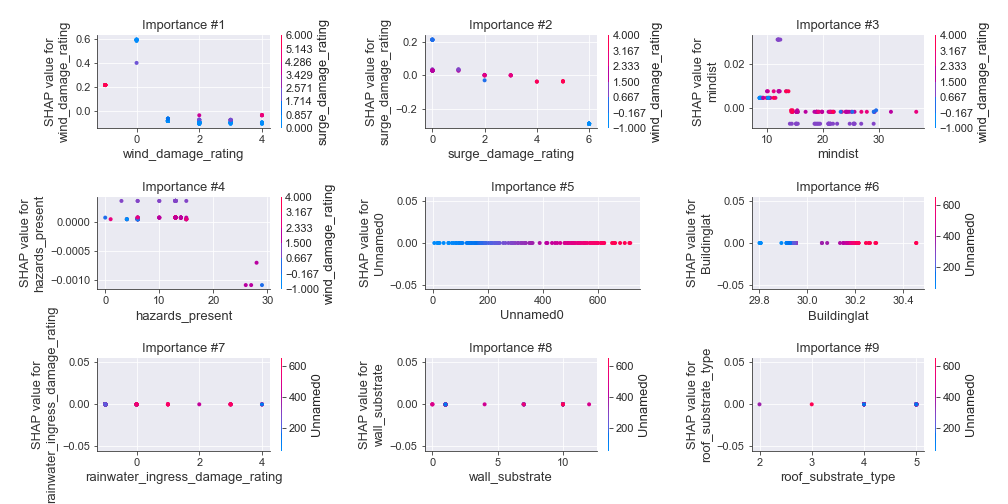 Importance #1
SHAP value for
wind_damage_rating
0.6
0.4
0.2
0.0
0
2
4
wind_damage_rating
6.000
5.143
4.286
3.429
2.571
1.714
0.857
0.000
surge_damage_rating
Importance #2
SHAP value for
surge_damage_rating
0.2
0.0
−0.2
0
2
4
6
surge_damage_rating
4.000
3.167
2.333
1.500
0.667
−0.167
−1.000
wind_damage_rating
Importance #3
SHAP value for
mindist
0.02
0.00
10
20
30
mindist
4.000
3.167
2.333
1.500
0.667
−0.167
−1.000
wind_damage_rating
Importance #4
SHAP value for
hazards_present
0.0000
−0.0005
−0.0010
0
10
20
30
hazards_present
4.000
3.167
2.333
1.500
0.667
−0.167
−1.000
wind_damage_rating
Importance #5
SHAP value for
Unnamed0
0.05
0.00
−0.05
0
200
400
600
Unnamed0
Importance #6
SHAP value for
Buildinglat
0.05
0.00
−0.05
29.8
30.0
30.2
30.4
Buildinglat
600
400
200
Unnamed0
Importance #7
SHAP value for
rainwater_ingress_damage_rating
0.05
0.00
−0.05
0
2
4
rainwater_ingress_damage_rating
600
400
200
Unnamed0
Importance #8
SHAP value for
wall_substrate
0.05
0.00
−0.05
0
5
10
wall_substrate
600
400
200
Unnamed0
Importance #9
SHAP value for
roof_substrate_type
0.05
0.00
−0.05
2
3
4
5
roof_substrate_type
600
400
200
Unnamed0